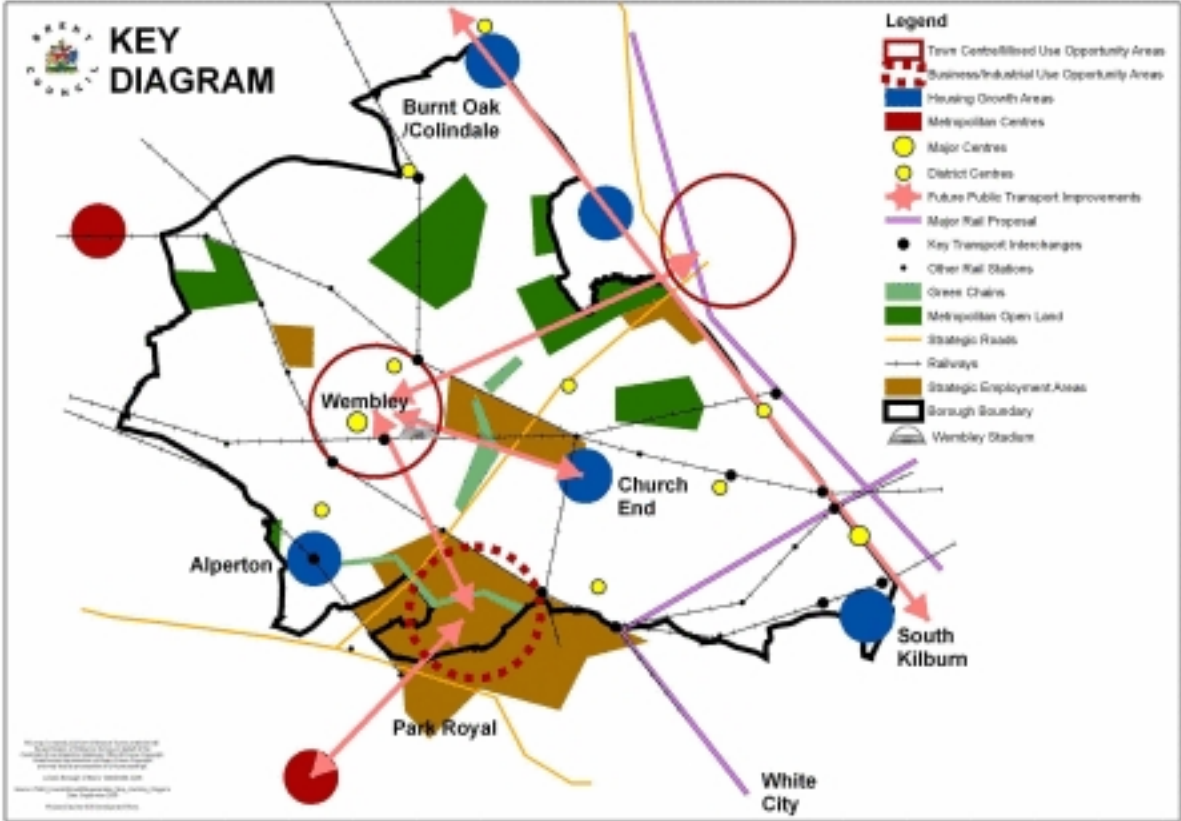 BRENT
COUNCIL
KEY
DIAGRAM
Burnt Oak
/Colindale
Wembley
Church
End
Alperton
South
Kilburn
Park Royal
White
City
Legend
Town Centre/Mixed Use Opportunity Areas
Business/Industrial Use Opportunity Areas
Housing Growth Areas
Metropolitan Centres
Major Centres
District Centres
Future Public Transport Improvements
Major Rail Proposal
Key Transport Interchanges
Other Rail Stations
Green Chains
Metropolitan Open Land
Strategic Roads
Railways
Strategic Employment Areas
Borough Boundary
Wembley Stadium